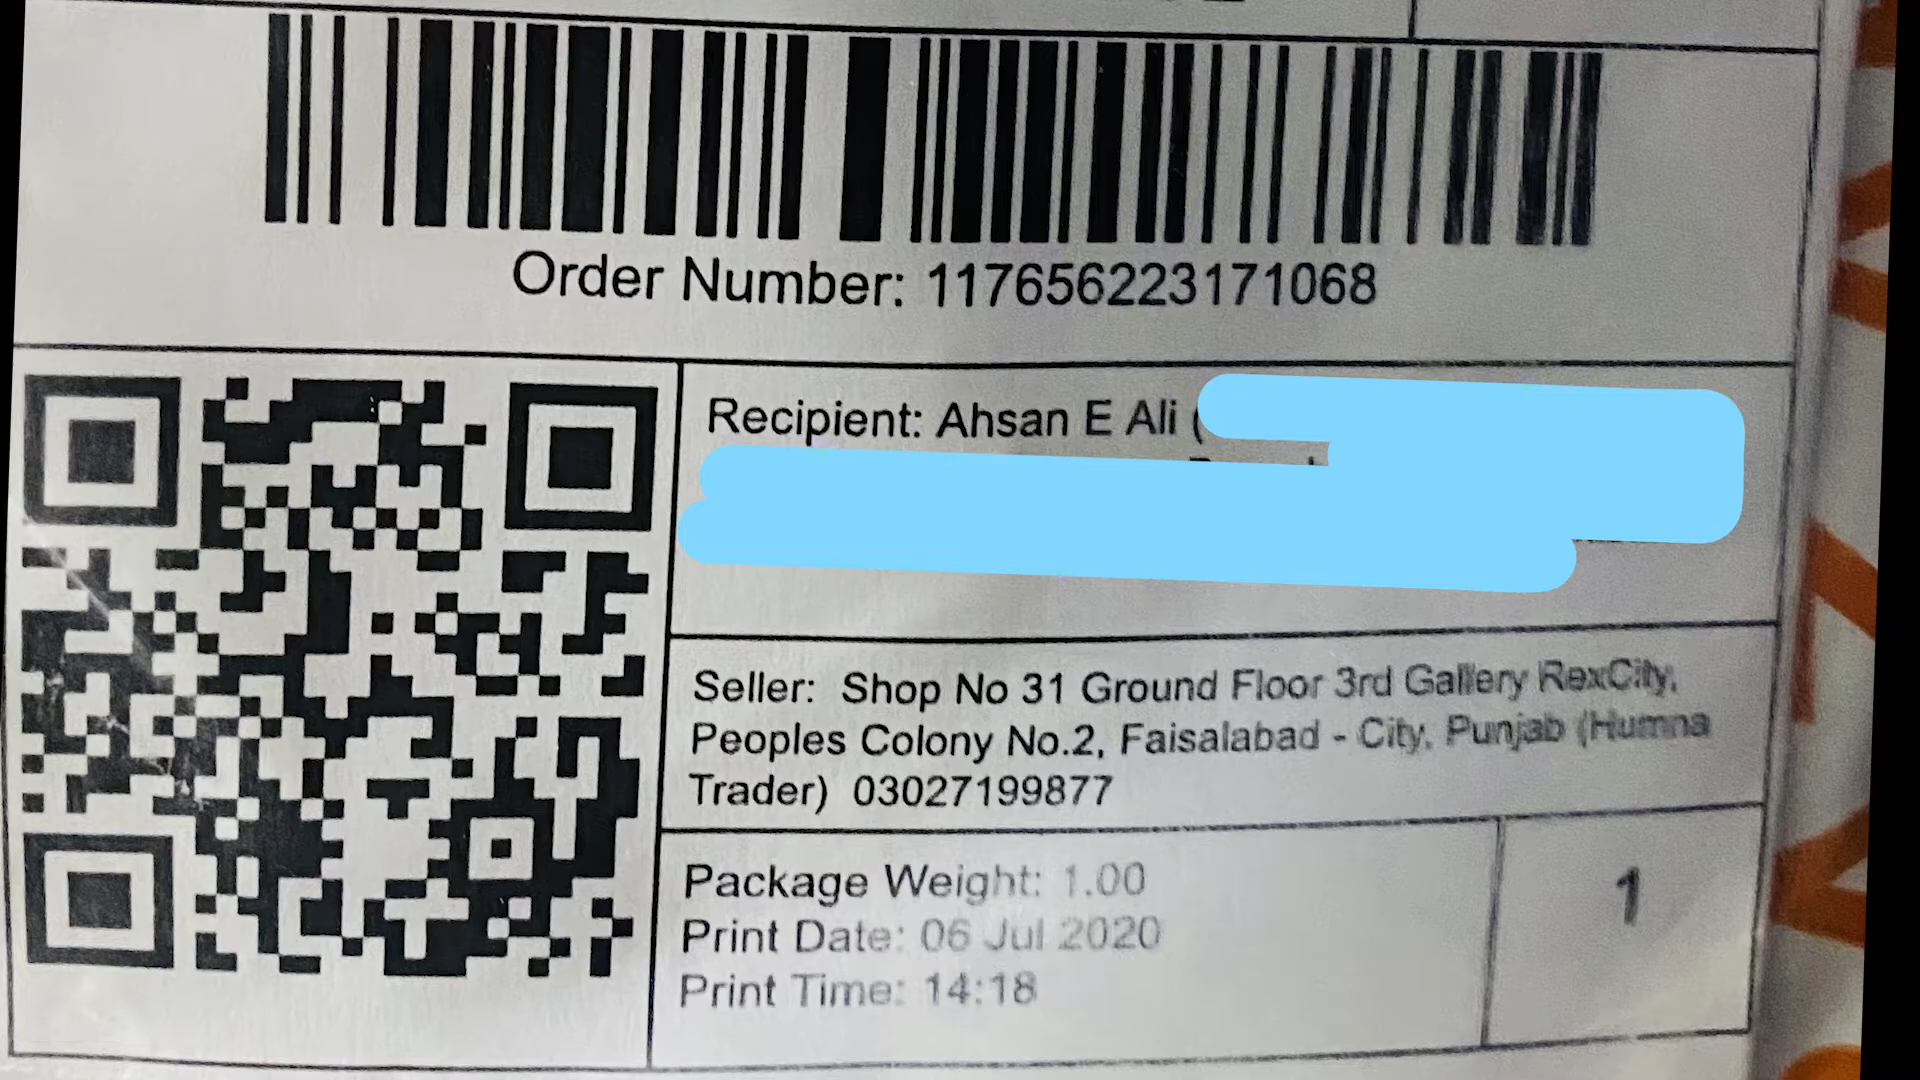 Order Number: 117656223171068
Recipient: Ahsan E Ali (
Seller: Shop No 31 Ground Floor 3rd Gallery RexCity,
Peoples Colony No.2, Faisalabad - City, Punjab (Humna
Trader) 03027199877
Package Weight: 1.00
Print Date: 06 Jul 2020
Print Time: 14:18
1